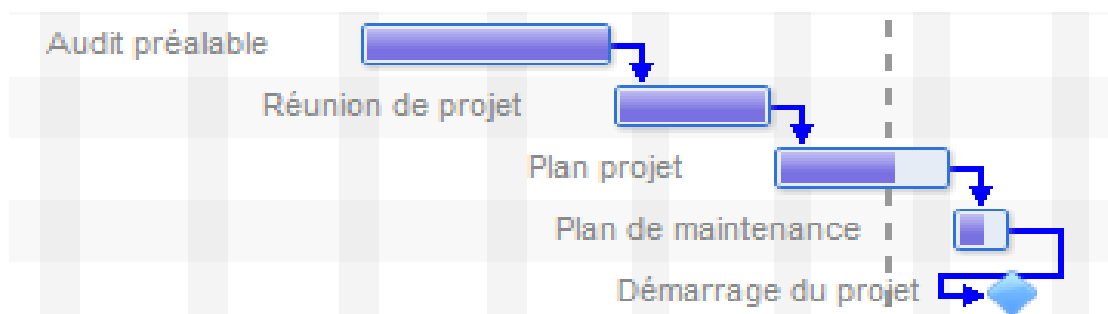 Audit préalable
Réunion de projet
Plan projet
Plan de maintenance
Démarrage du projet